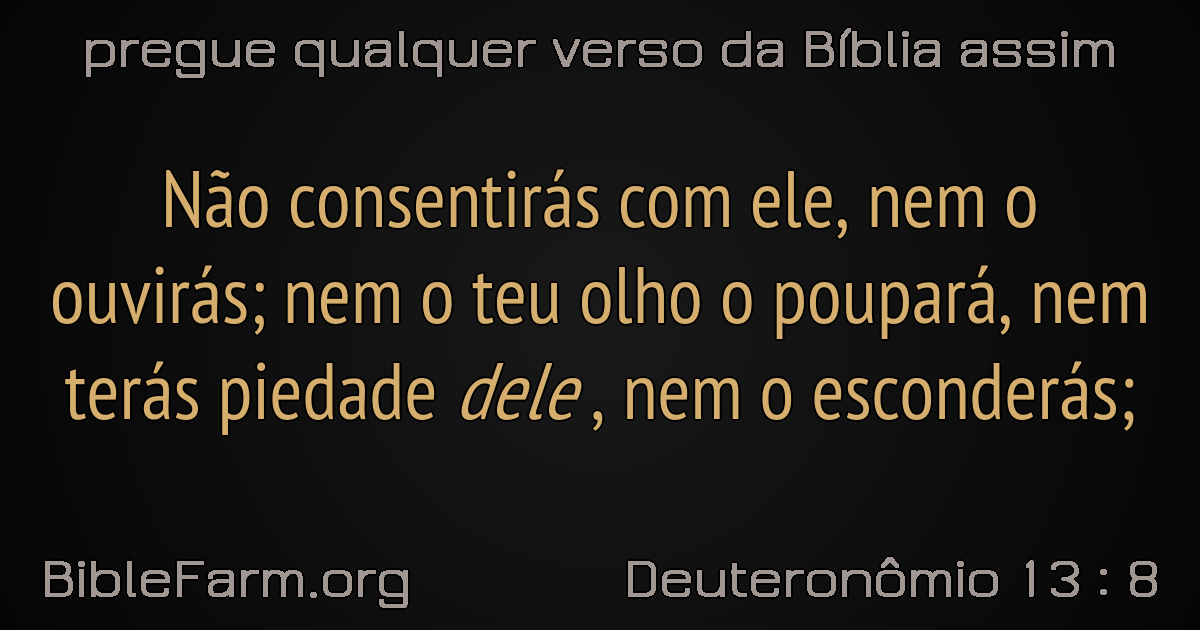 pregue qualquer verso da Bíblia assim
Não consentirás com ele, nem o
ouvirás; nem o teu olho o poupará, nem
terás piedade dele , nem o esconderás;
BibleFarm.org
Deuteronômio 13 : 8